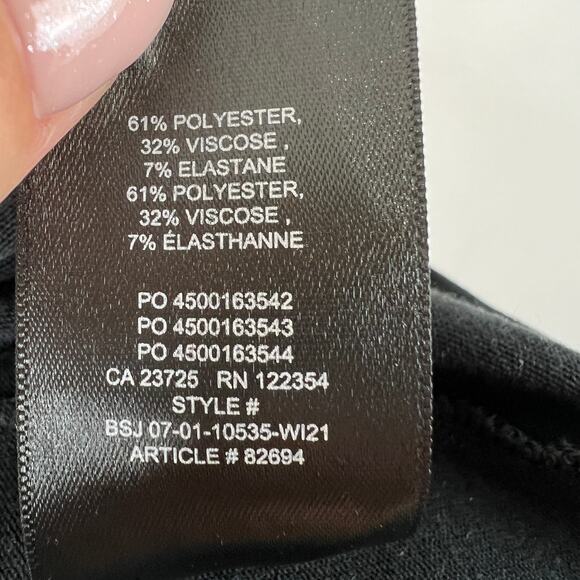 61% POLYESTER,
32% VISCOSE ,
7% ELASTANE
61% POLYESTER,
32% VISCOSE ,
7% ÉLASTHANNE
PO 4500163542
PO 4500163543
PO 4500163544
CA 23725 RN 122354
STYLE #
BSJ 07-01-10535-WI21
ARTICLE # 82694